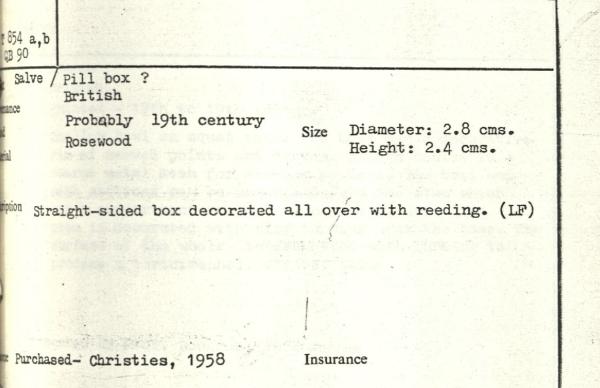 854 a,b
GB 90
Salve / Pill box ?
British
Probably 19th century
Rosewood
Size Diameter: 2.8 cms.
Height: 2.4 cms.
Straight-sided box decorated all over with reeding. (LF)
Purchased- Christies, 1958
Insurance